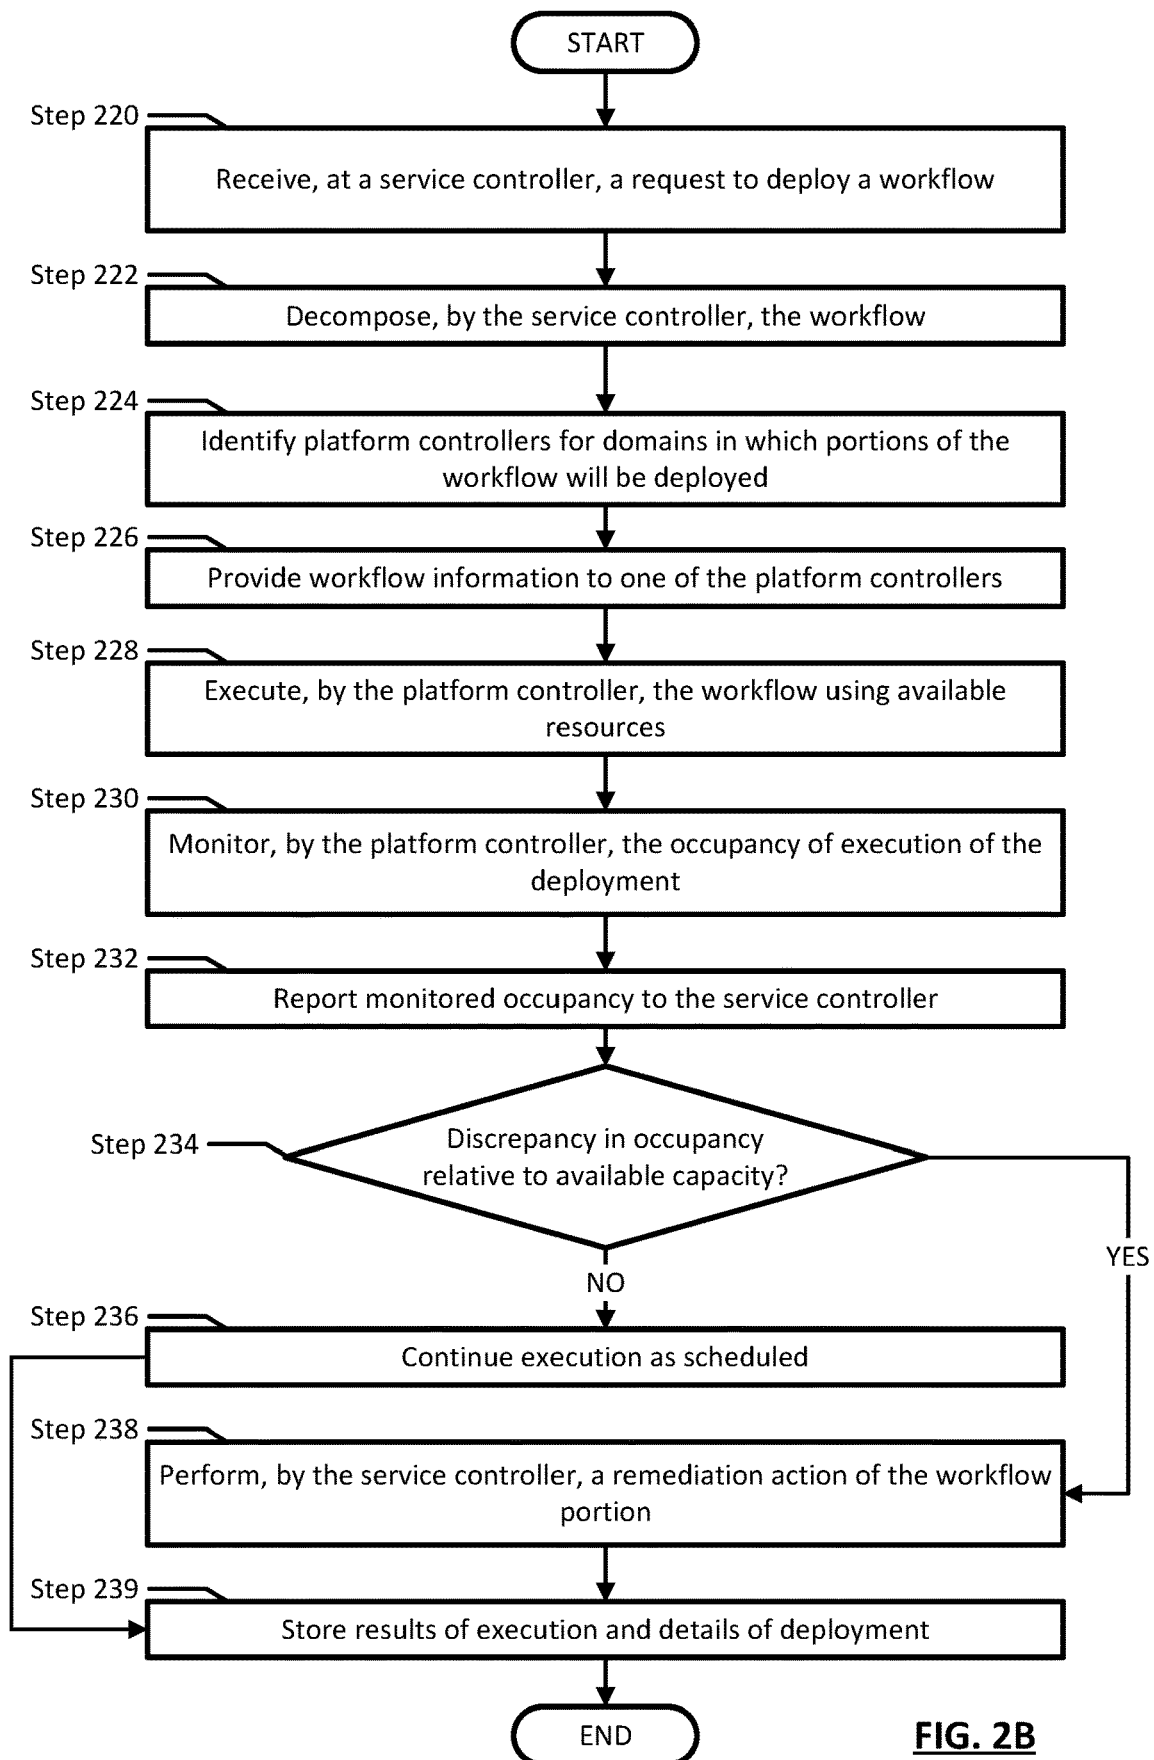 START
Step 220
Receive, at a service controller, a request to deploy a workflow
Step 222
Decompose, by the service controller, the workflow
Step 224
Identify platform controllers for domains in which portions of the
workflow will be deployed
Step 226
Provide workflow information to one of the platform controllers
Step 228
Execute, by the platform controller, the workflow using available
resources
Step 230
Monitor, by the platform controller, the occupancy of execution of the
deployment
Step 232
Report monitored occupancy to the service controller
Step 234
Discrepancy in occupancy
relative to available capacity?
YES
NO
Step 236
Continue execution as scheduled
Step 238
Perform, by the service controller, a remediation action of the workflow
portion
Step 239
Store results of execution and details of deployment
END
FIG. 2B